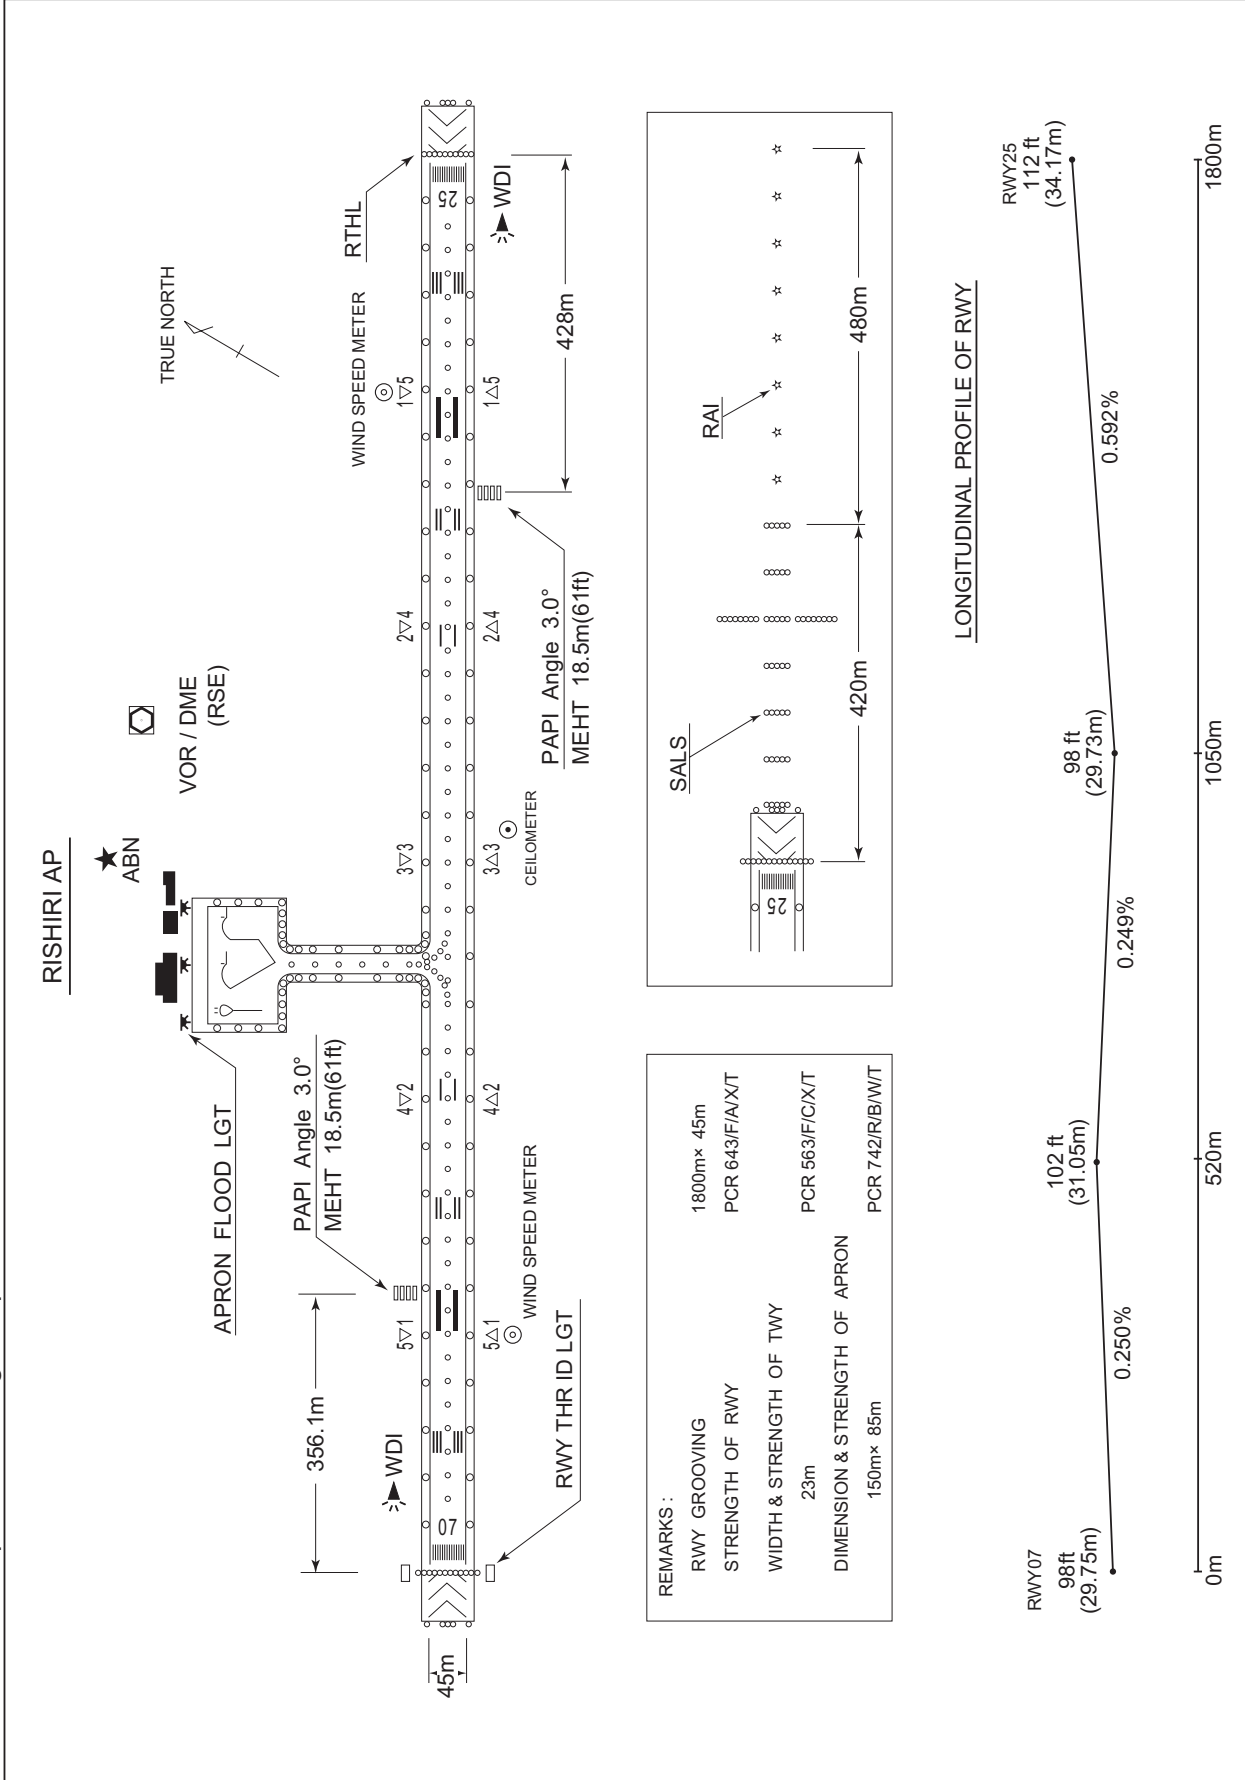 RISHIRI AP
ABN
VOR / DME
(RSE)
TRUE NORTH
APRON FLOOD LGT
PAPI Angle 3.0°
MEHT 18.5m(61ft)
WIND SPEED METER
RTHL
356.1m
WDI
5▽1
4▽2
3▽3
2▽4
1▽5
45m
07
25
5△1
4△2
3△3
2△4
1△5
WIND SPEED METER
CEILOMETER
WDI
RWY THR ID LGT
PAPI Angle 3.0°
MEHT 18.5m(61ft)
428m
REMARKS :
RWY GROOVING 1800m× 45m
STRENGTH OF RWY PCR 643/F/A/X/T
WIDTH & STRENGTH OF TWY
23m PCR 563/F/C/X/T
DIMENSION & STRENGTH OF APRON
150m× 85m PCR 742/R/B/W/T
SALS
RAI
25
420m
480m
LONGITUDINAL PROFILE OF RWY
RWY07
98ft
(29.75m)
102 ft
(31.05m)
98 ft
(29.73m)
RWY25
112 ft
(34.17m)
0.250%
0.249%
0.592%
0m
520m
1050m
1800m